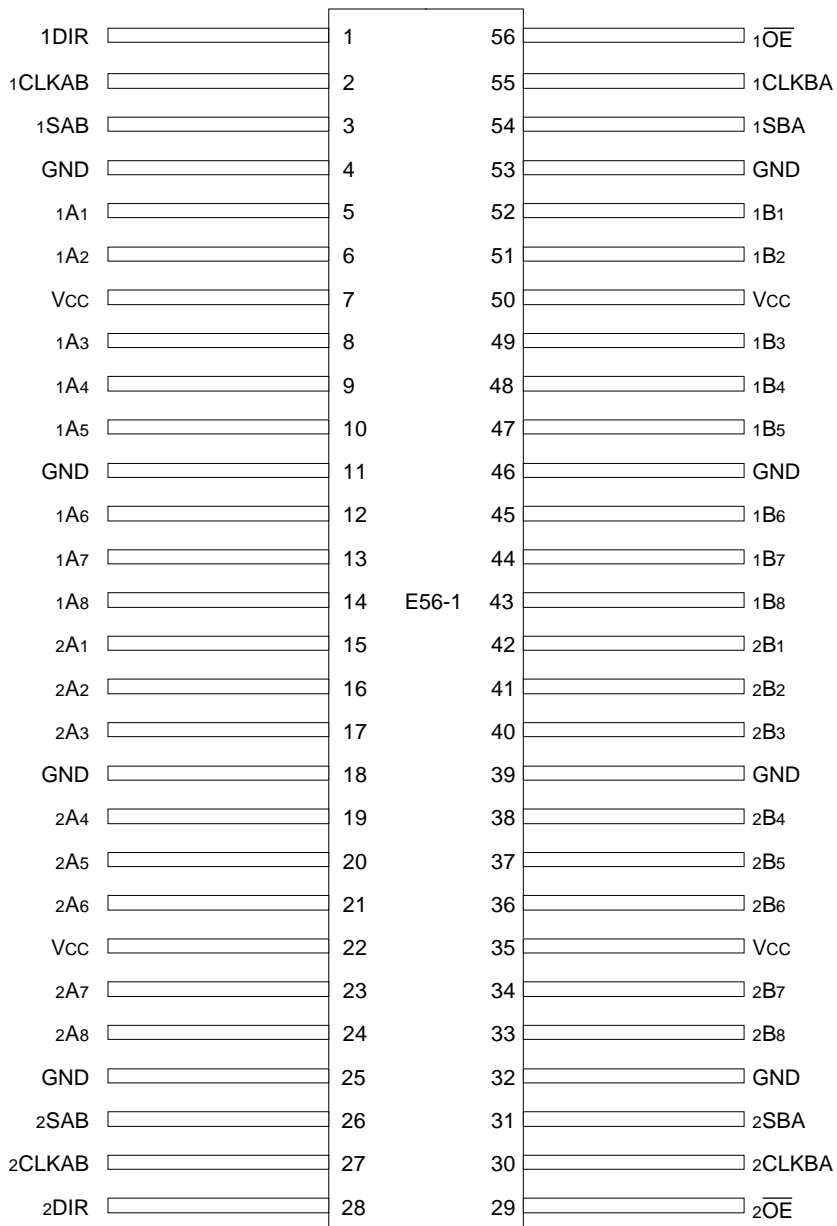 1DIR 1 56 1OE
1CLKAB 2 55 1CLKBA
1SAB 3 54 1SBA
GND 4 53 GND
1A1 5 52 1B1
1A2 6 51 1B2
VCC 7 50 VCC
1A3 8 49 1B3
1A4 9 48 1B4
1A5 10 47 1B5
GND 11 46 GND
1A6 12 45 1B6
1A7 13 44 1B7
1A8 14 E56-1 43 1B8
2A1 15 42 2B1
2A2 16 41 2B2
2A3 17 40 2B3
GND 18 39 GND
2A4 19 38 2B4
2A5 20 37 2B5
2A6 21 36 2B6
VCC 22 35 VCC
2A7 23 34 2B7
2A8 24 33 2B8
GND 25 32 GND
2SAB 26 31 2SBA
2CLKAB 27 30 2CLKBA
2DIR 28 29 2OE